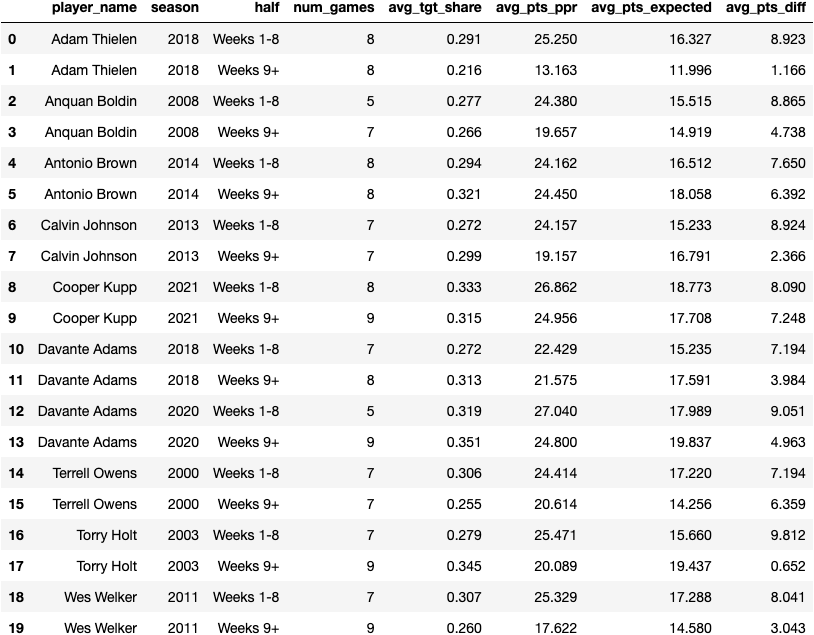 player_name season half num_games avg_tgt_share avg_pts_ppr avg_pts_expected avg_pts_diff
0 Adam Thielen 2018 Weeks 1-8 8 0.291 25.250 16.327 8.923
1 Adam Thielen 2018 Weeks 9+ 8 0.216 13.163 11.996 1.166
2 Anquan Boldin 2008 Weeks 1-8 5 0.277 24.380 15.515 8.865
3 Anquan Boldin 2008 Weeks 9+ 7 0.266 19.657 14.919 4.738
4 Antonio Brown 2014 Weeks 1-8 8 0.294 24.162 16.512 7.650
5 Antonio Brown 2014 Weeks 9+ 8 0.321 24.450 18.058 6.392
6 Calvin Johnson 2013 Weeks 1-8 7 0.272 24.157 15.233 8.924
7 Calvin Johnson 2013 Weeks 9+ 7 0.299 19.157 16.791 2.366
8 Cooper Kupp 2021 Weeks 1-8 8 0.333 26.862 18.773 8.090
9 Cooper Kupp 2021 Weeks 9+ 9 0.315 24.956 17.708 7.248
10 Davante Adams 2018 Weeks 1-8 7 0.272 22.429 15.235 7.194
11 Davante Adams 2018 Weeks 9+ 8 0.313 21.575 17.591 3.984
12 Davante Adams 2020 Weeks 1-8 5 0.319 27.040 17.989 9.051
13 Davante Adams 2020 Weeks 9+ 9 0.351 24.800 19.837 4.963
14 Terrell Owens 2000 Weeks 1-8 7 0.306 24.414 17.220 7.194
15 Terrell Owens 2000 Weeks 9+ 7 0.255 20.614 14.256 6.359
16 Torry Holt 2003 Weeks 1-8 7 0.279 25.471 15.660 9.812
17 Torry Holt 2003 Weeks 9+ 9 0.345 20.089 19.437 0.652
18 Wes Welker 2011 Weeks 1-8 7 0.307 25.329 17.288 8.041
19 Wes Welker 2011 Weeks 9+ 9 0.260 17.622 14.580 3.043